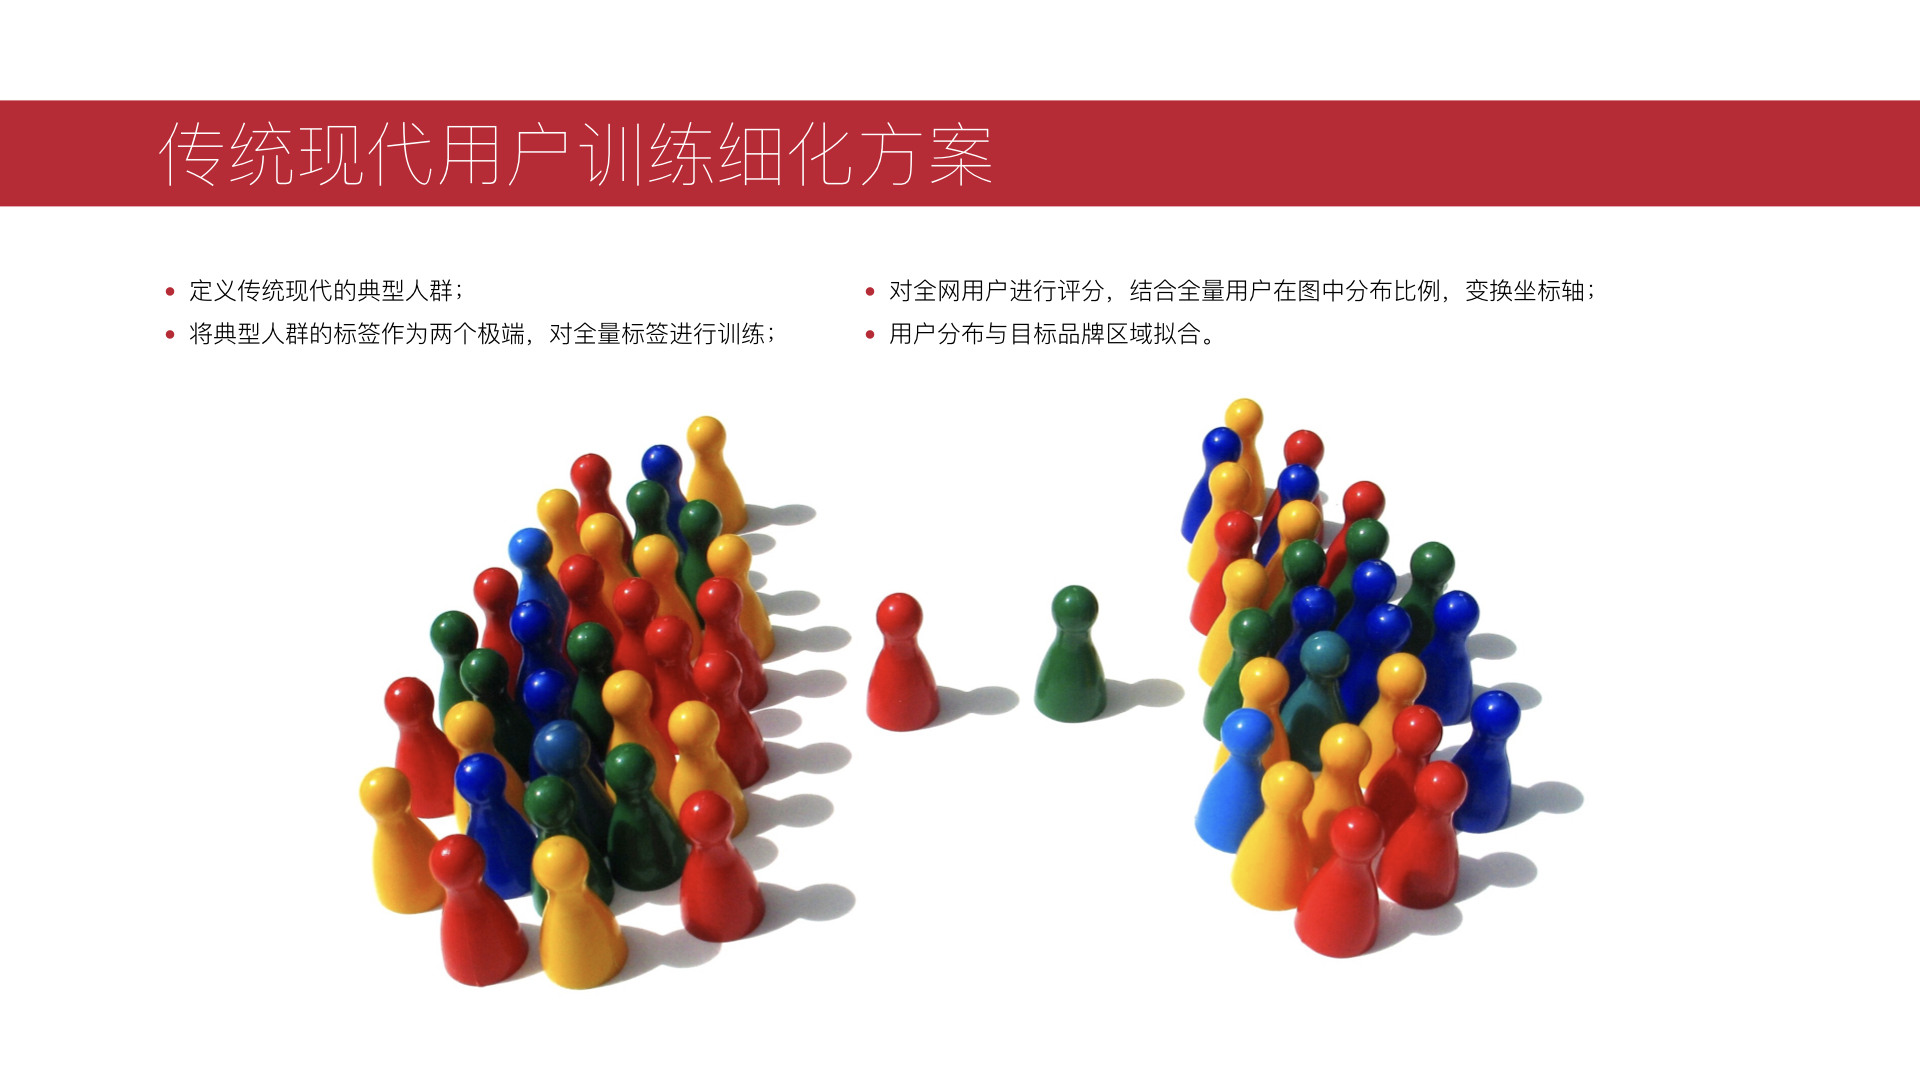 传统现代用户训练细化方案
定义传统现代的典型人群；
将典型人群的标签作为两个极端，对全量标签进行训练；
对全网用户进行评分，结合全量用户在图中分布比例，变换坐标轴；
用户分布与目标品牌区域拟合。